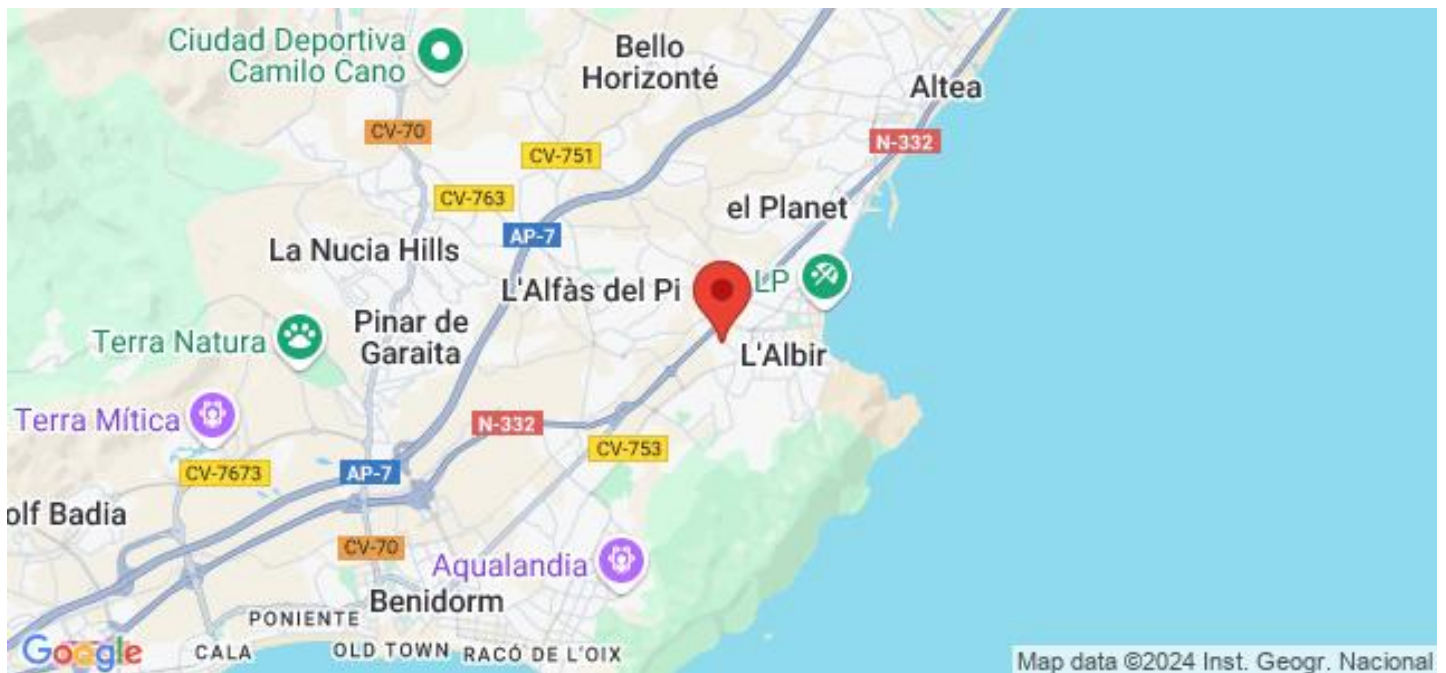 Ciudad Deportiva
Camilo Cano
Bello
Horizonté
Altea
CV-70
N-332
CV-751
CV-763
el Planet
AP-7
La Nucia Hills
L'Alfàs del Pi
LP
Terra Natura
Pinar de
Garaita
L'Albir
Terra Mítica
N-332
CV-753
CV-7673
AP-7
olf Badia
CV-70
Aqualandia
Benidorm
PONIENTE
CALA
OLD TOWN
RACÓ DE L'OIX
Google
Map data ©2024 Inst. Geogr. Nacional